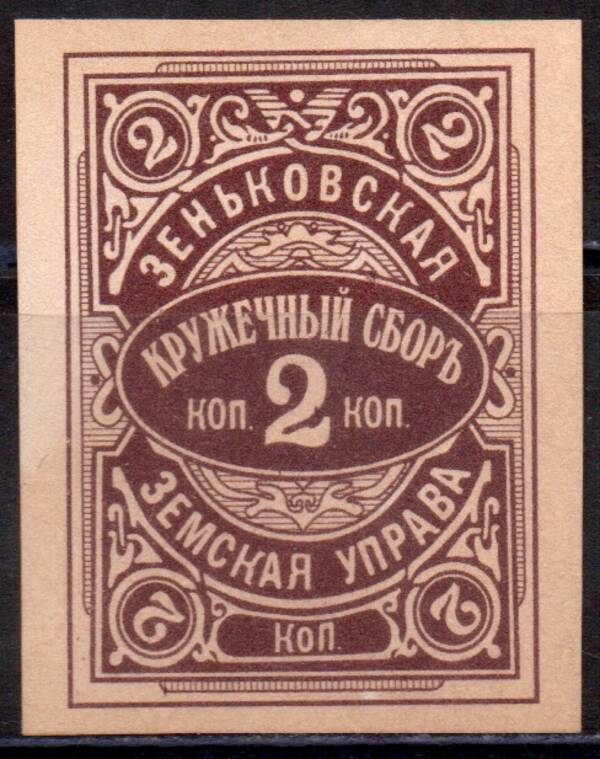 2 2
ЗЕНЬКОВСКАЯ
КРУЖЕЧНЫЙ СБОРЪ
КОП. 2 КОП.
ЗЕМСКАЯ УПРАВА
2 КОП. 2